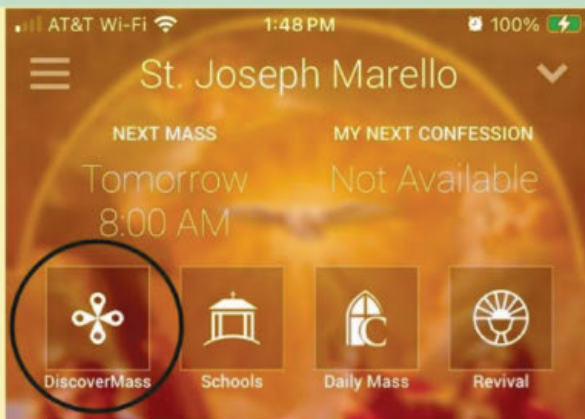 AT&T Wi-Fi 1:48 PM 100%
St. Joseph Marello
NEXT MASS MY NEXT CONFESSION
Tomorrow Not Available
8:00 AM
C
DiscoverMass Schools Daily Mass Revival